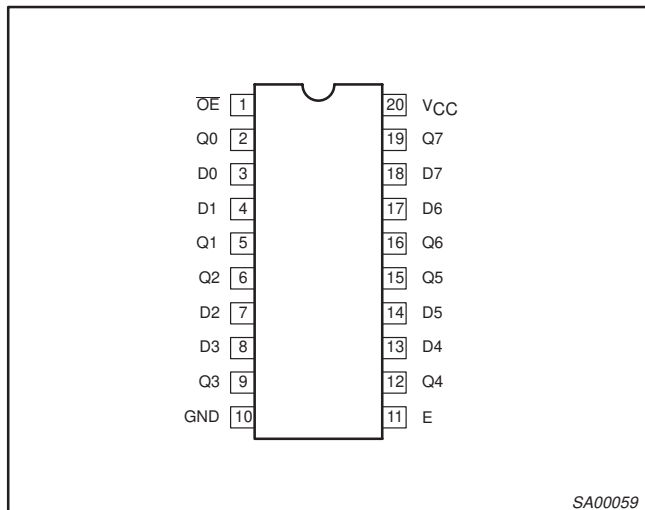 O̅E̅ 1 20 VCC
Q0 2 19 Q7
D0 3 18 D7
D1 4 17 D6
Q1 5 16 Q6
Q2 6 15 Q5
D2 7 14 D5
D3 8 13 D4
Q3 9 12 Q4
GND 10 11 E
SA00059